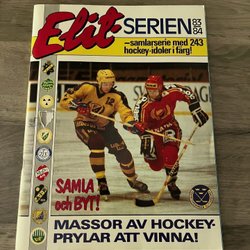 Elit-SERIEN 83 84
–samlarserie med 243
hockey-idoler i färg!
SAMLA
och BYT!
MASSOR AV HOCKEY-
PRYLAR ATT VINNA!